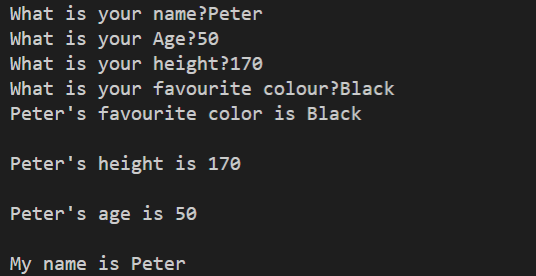 What is your name?Peter
What is your Age?50
What is your height?170
What is your favourite colour?Black
Peter's favourite color is Black
Peter's height is 170
Peter's age is 50
My name is Peter